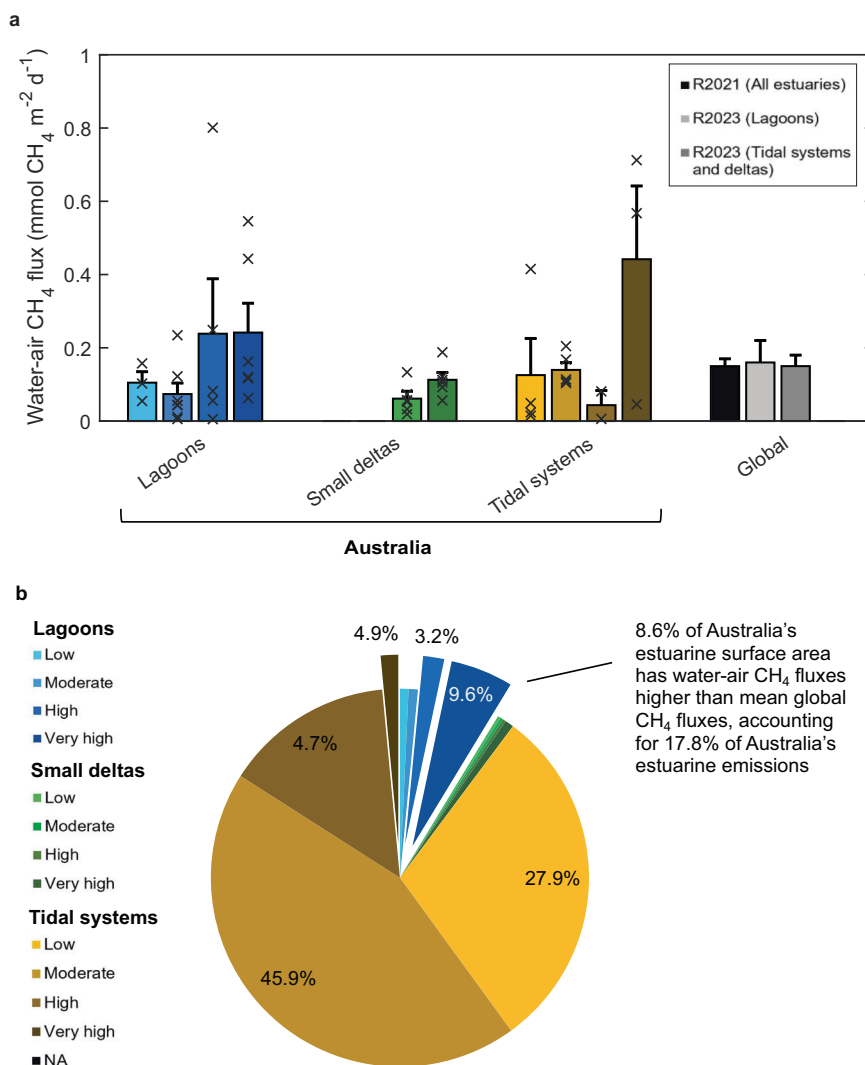 a
Water-air CH4 flux (mmol CH4 m-2 d-1)
1
0.8
0.6
0.4
0.2
0
R2021 (All estuaries)
R2023 (Lagoons)
R2023 (Tidal systems
and deltas)
Lagoons
Small deltas
Tidal systems
Global
Australia
b
Lagoons
Low
Moderate
High
Very high
Small deltas
Low
Moderate
High
Very high
Tidal systems
Low
Moderate
High
Very high
NA
4.9%
3.2%
9.6%
4.7%
27.9%
45.9%
8.6% of Australia's
estuarine surface area
has water-air CH4 fluxes
higher than mean global
CH4 fluxes, accounting
for 17.8% of Australia's
estuarine emissions